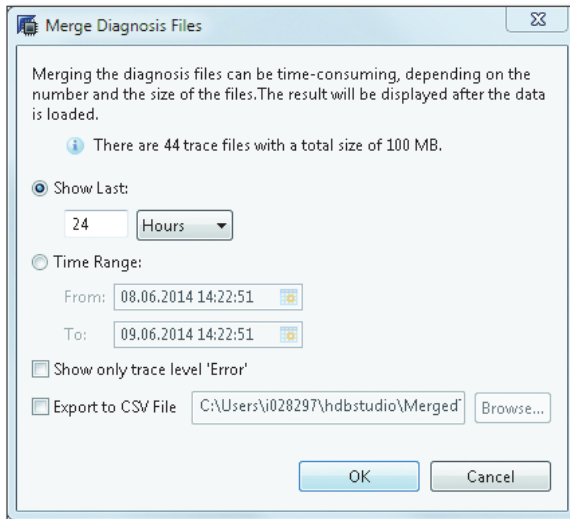 Merge Diagnosis Files
Merging the diagnosis files can be time-consuming, depending on the
number and the size of the files.The result will be displayed after the data
is loaded.
There are 44 trace files with a total size of 100 MB.
Show Last:
24 Hours
Time Range:
From: 08.06.2014 14:22:51
To: 09.06.2014 14:22:51
Show only trace level 'Error'
Export to CSV File C:\Users\i028297\hdbstudio\Merged Browse...
OK Cancel